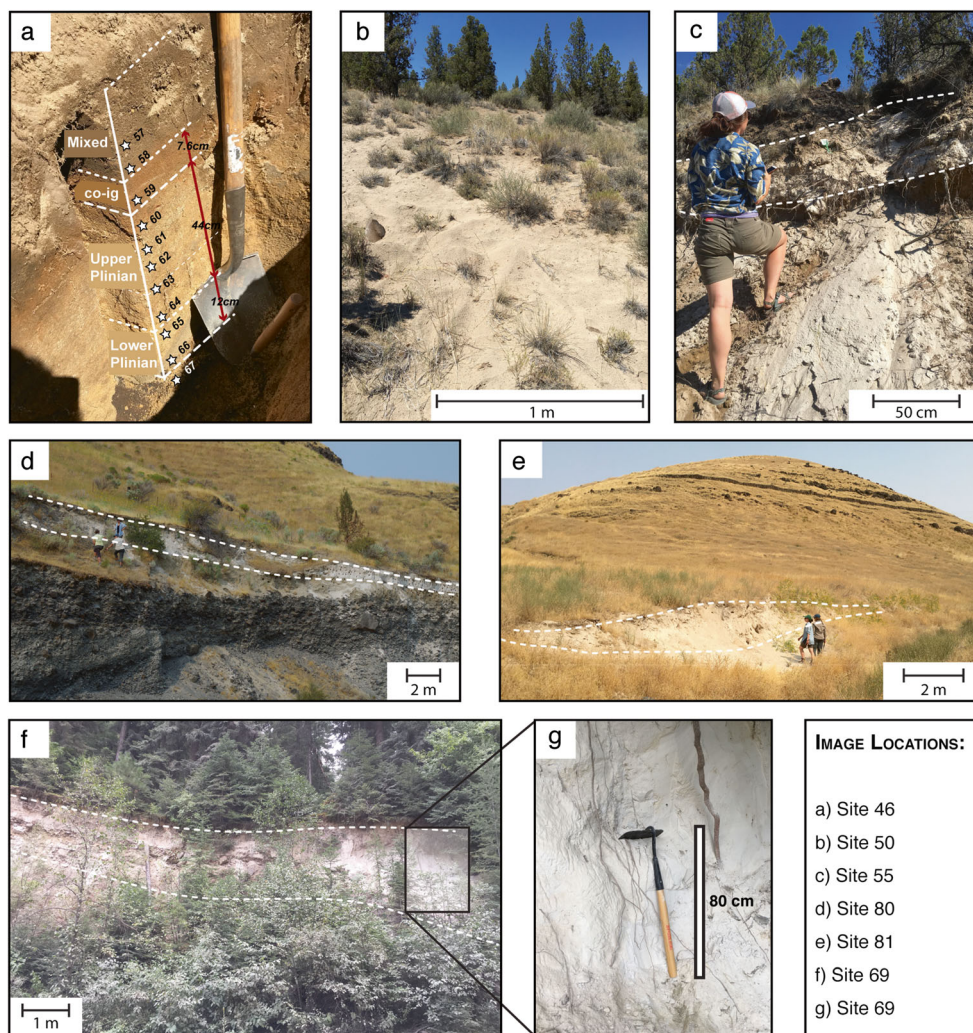 a
Mixed
57
58
7.6cm
co-ig
59
60
44cm
61
Upper
Plinian
62
63
64
12cm
65
Lower
Plinian
66
67
b
1 m
c
50 cm
d
2 m
e
2 m
f
1 m
g
80 cm
IMAGE LOCATIONS:
a) Site 46
b) Site 50
c) Site 55
d) Site 80
e) Site 81
f) Site 69
g) Site 69